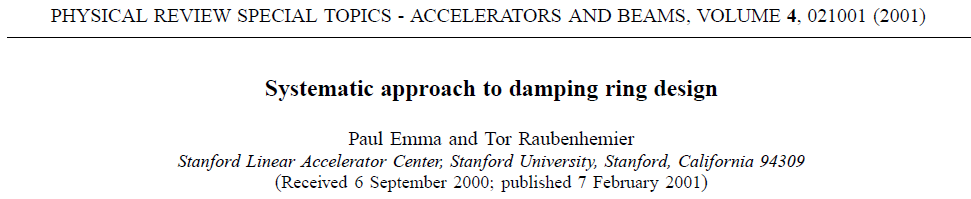 PHYSICAL REVIEW SPECIAL TOPICS - ACCELERATORS AND BEAMS, VOLUME 4, 021001 (2001)
Systematic approach to damping ring design
Paul Emma and Tor Raubenhemier
Stanford Linear Accelerator Center, Stanford University, Stanford, California 94309
(Received 6 September 2000; published 7 February 2001)